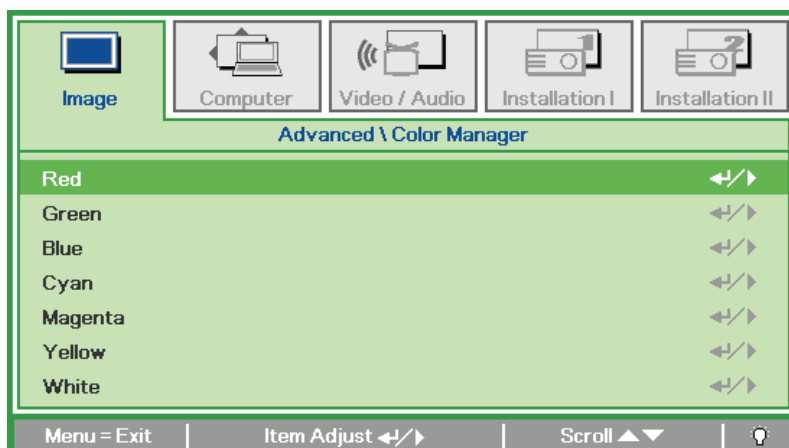 Image Computer Video / Audio Installation I Installation II
Advanced \ Color Manager
Red
Green
Blue
Cyan
Magenta
Yellow
White
Menu = Exit Item Adjust Scroll